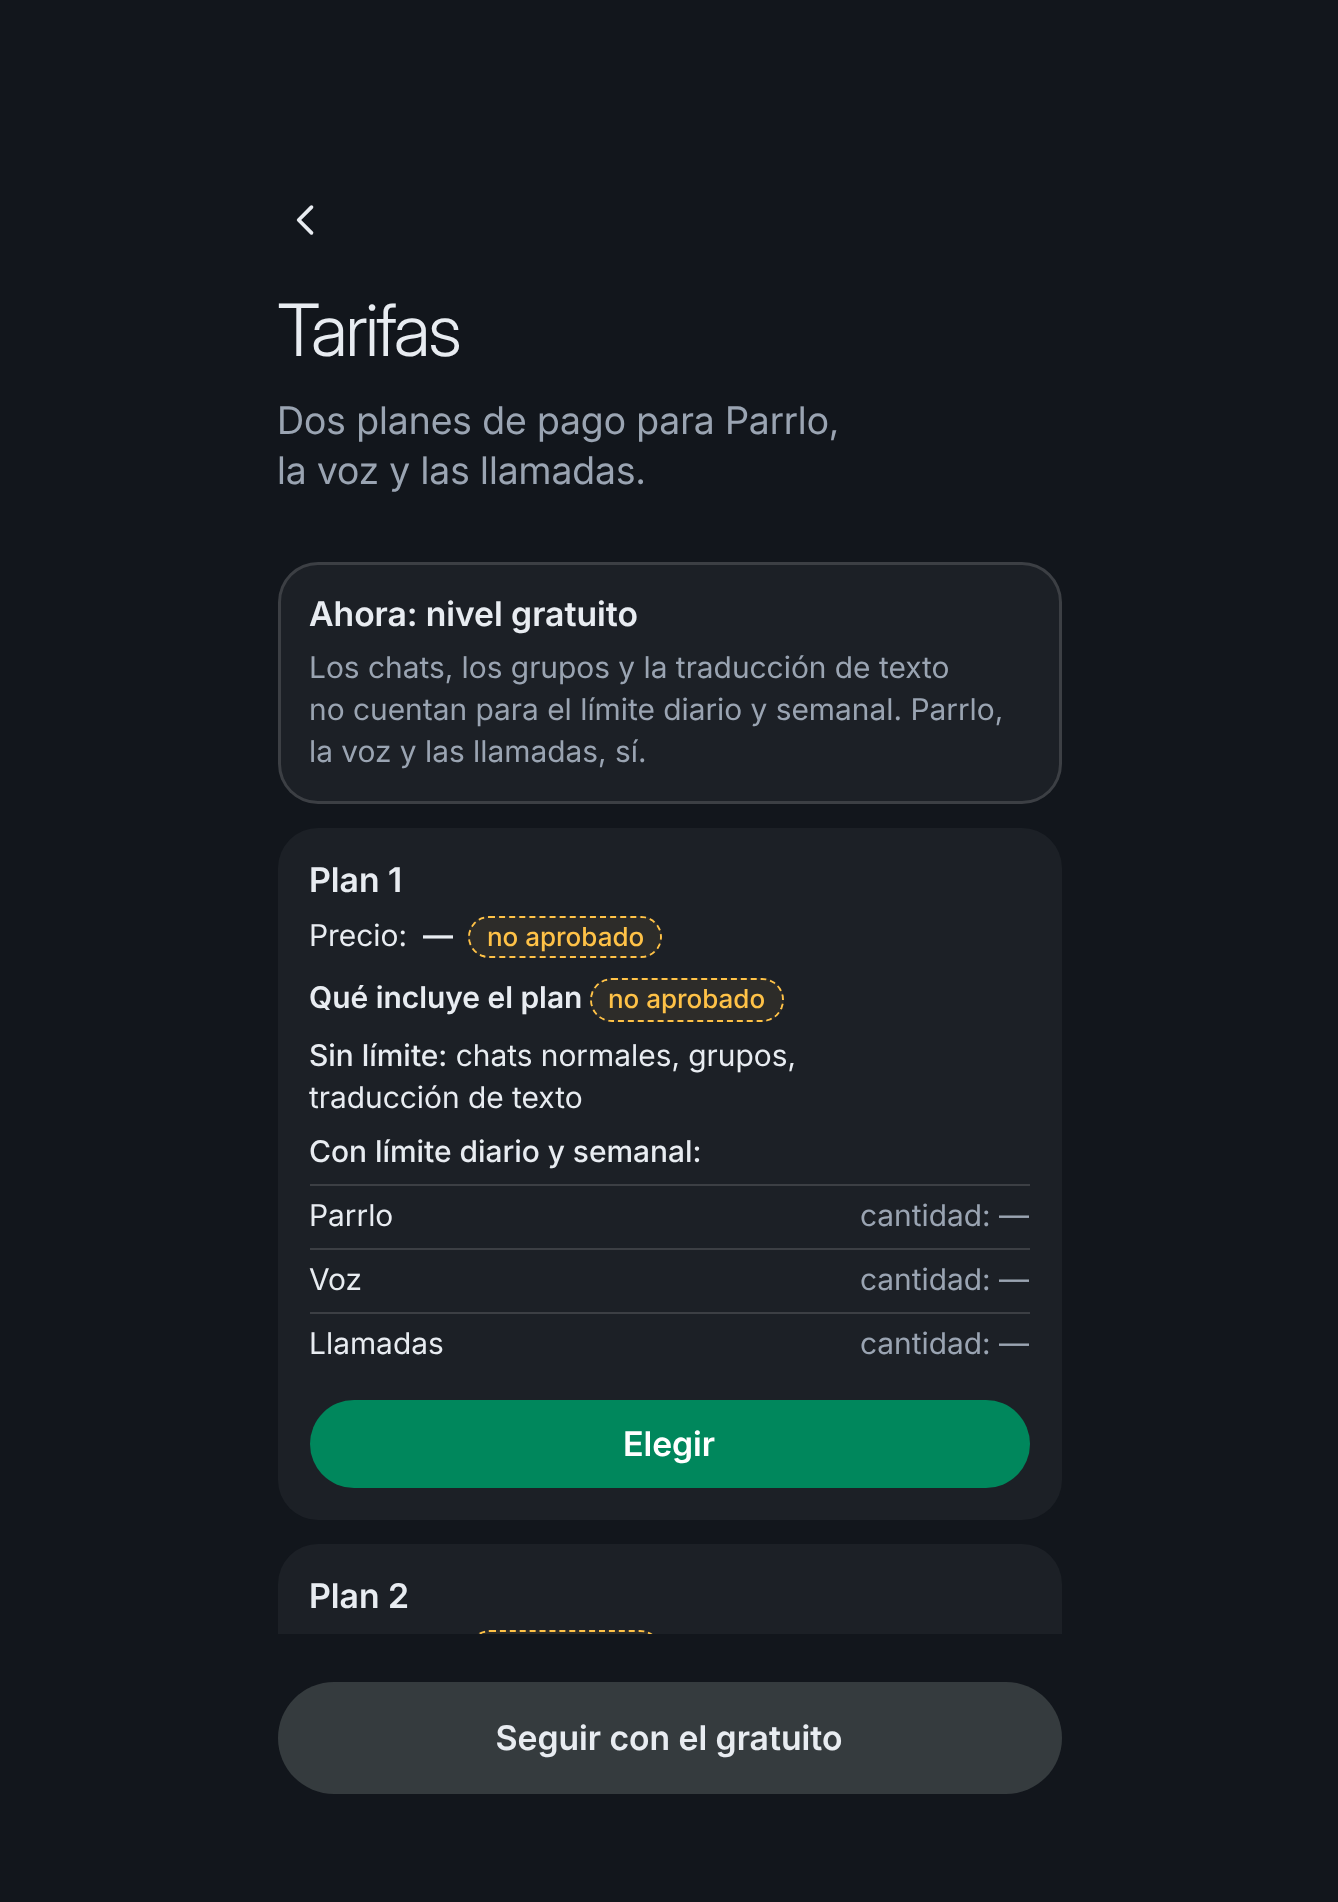 Tarifas
Dos planes de pago para Parrlo,
la voz y las llamadas.
Ahora: nivel gratuito
Los chats, los grupos y la traducción de texto
no cuentan para el límite diario y semanal. Parrlo,
la voz y las llamadas, sí.
Plan 1
Precio: — no aprobado
Qué incluye el plan no aprobado
Sin límite: chats normales, grupos,
traducción de texto
Con límite diario y semanal:
Parrlo cantidad: —
Voz cantidad: —
Llamadas cantidad: —
Elegir
Plan 2
Seguir con el gratuito